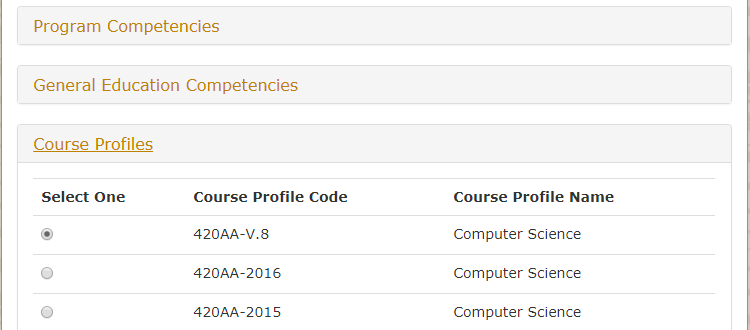 Program Competencies
General Education Competencies
Course Profiles
Select One Course Profile Code Course Profile Name
420AA-V.8 Computer Science
420AA-2016 Computer Science
420AA-2015 Computer Science